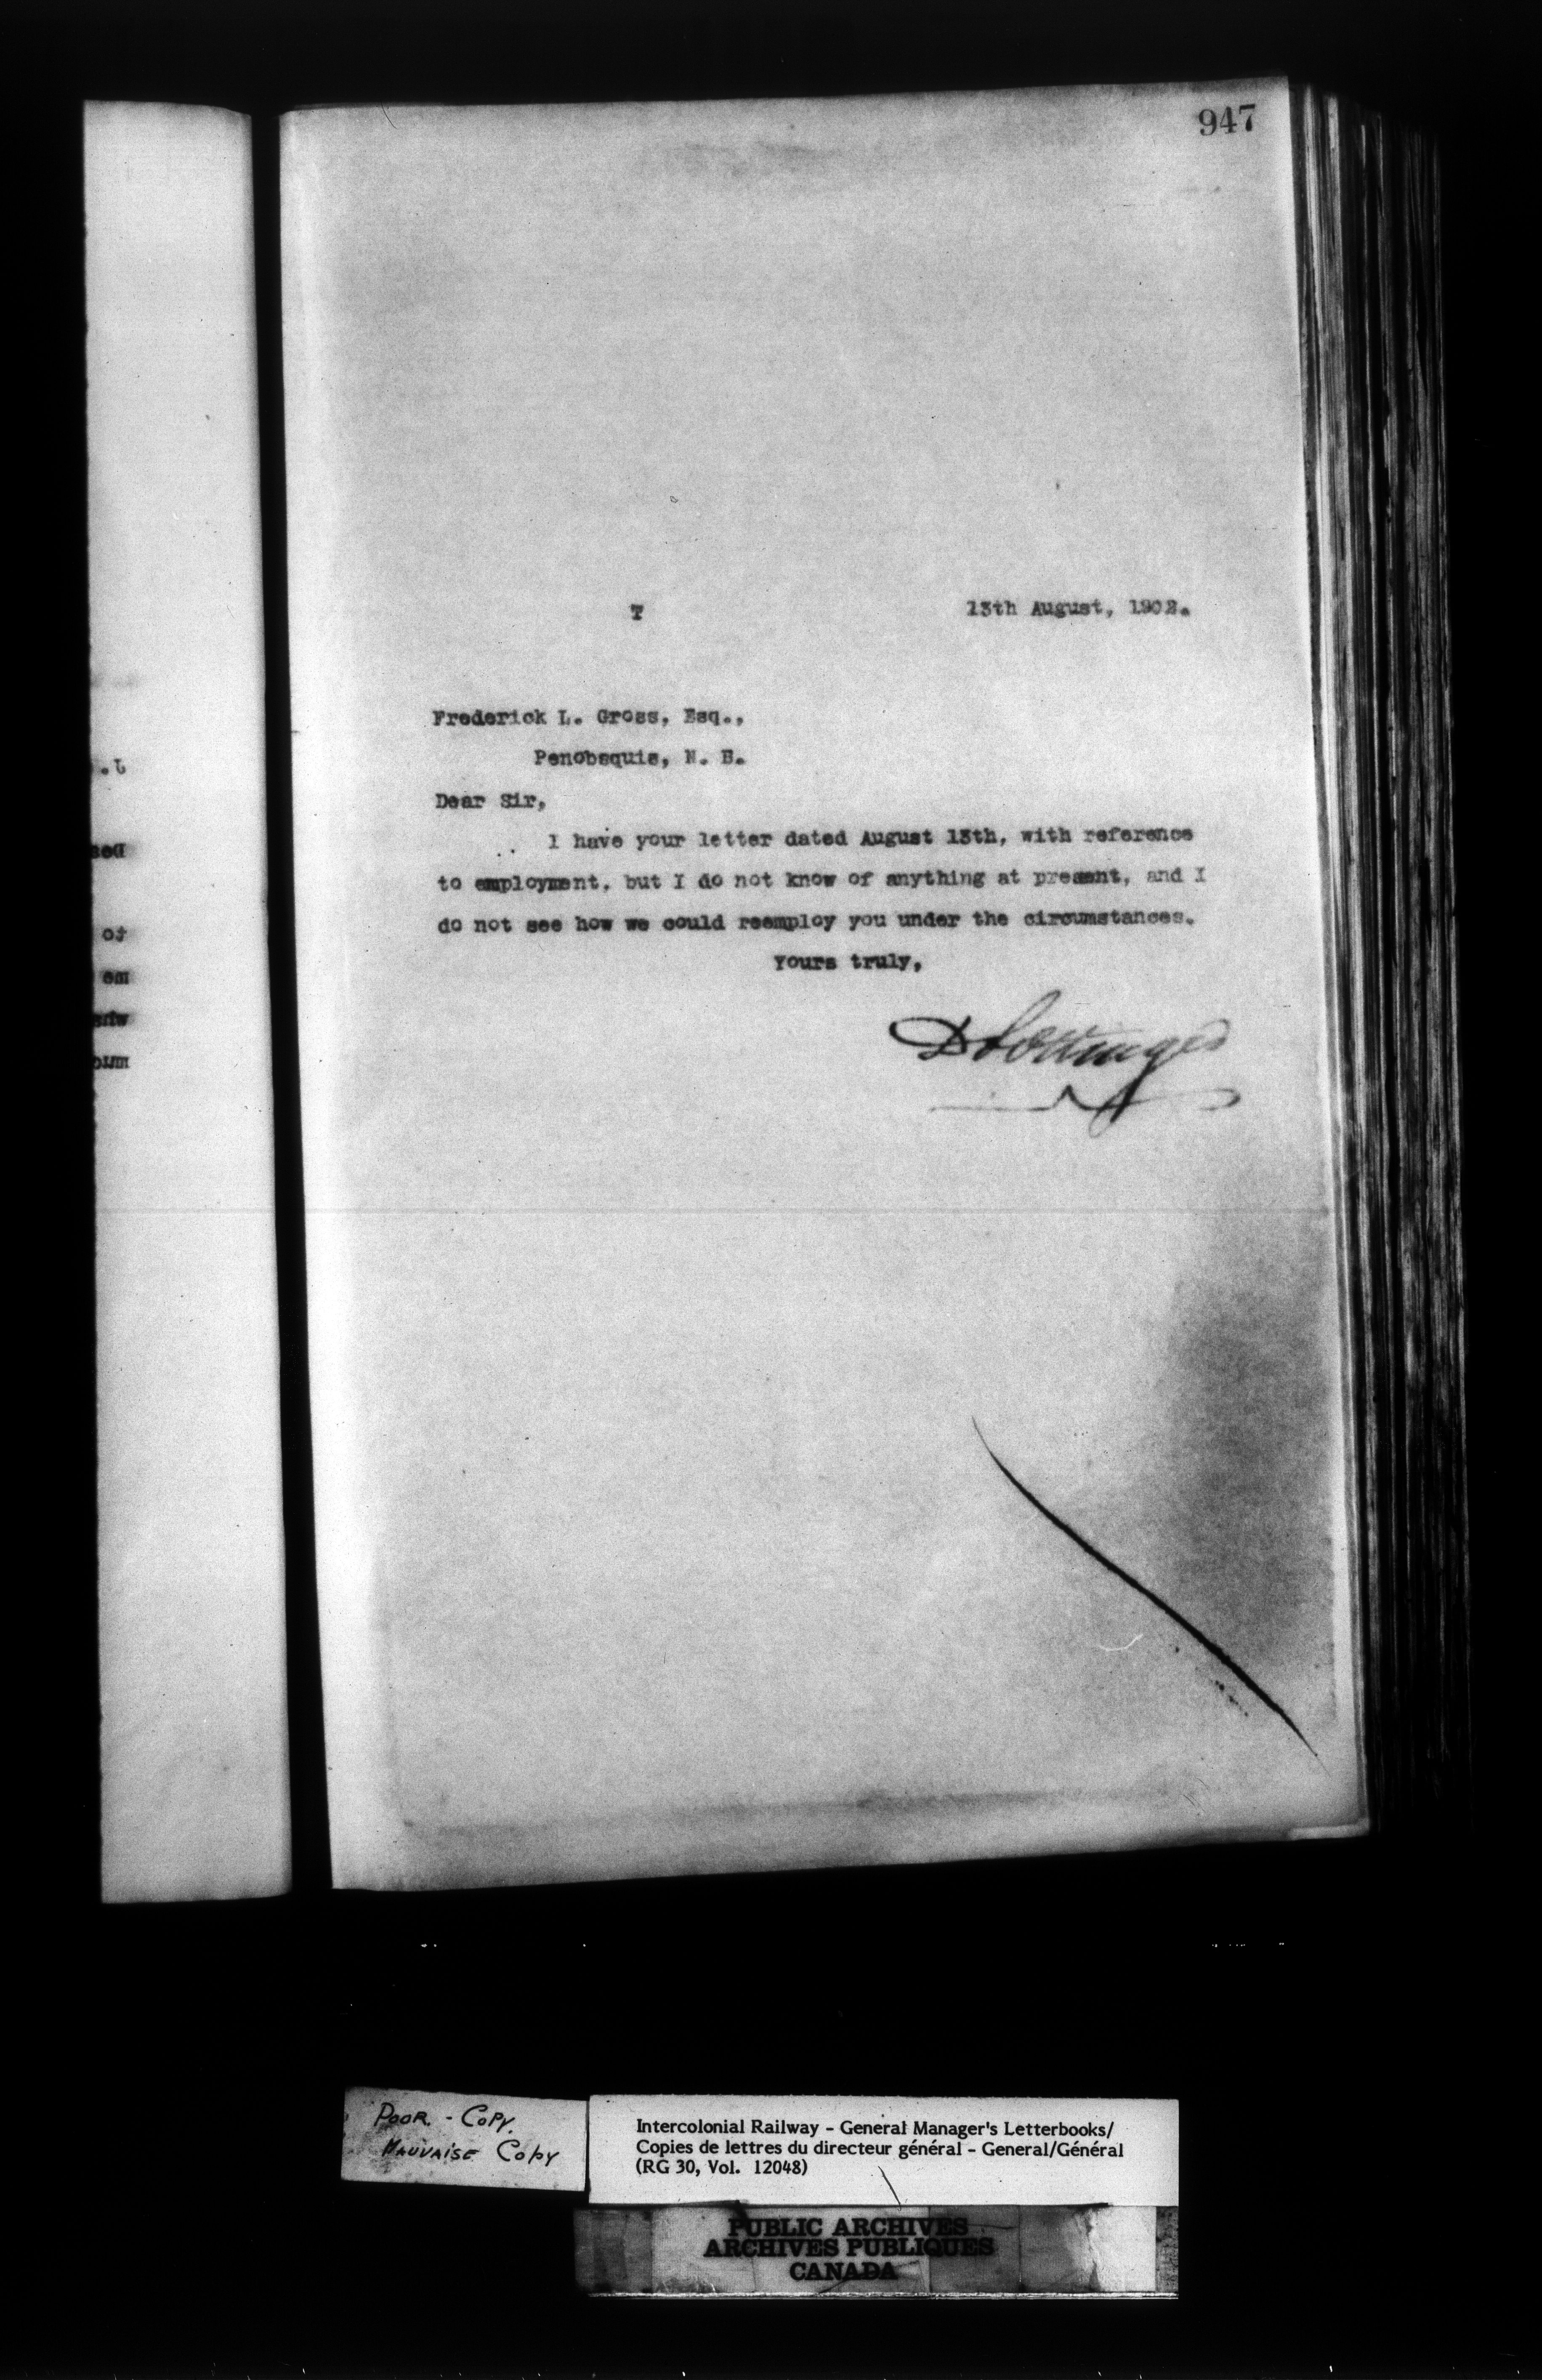 947
T 13th August, 1902.
Frederick L. Gross, Esq.,
Penobsquis, N. B.
Dear Sir,
I have your letter dated August 13th, with reference
to employment, but I do not know of anything at present, and I
do not see how we could reemploy you under the circumstances.
Yours truly,
D Pottinger
POOR - COPY.
MAUVAISE COPY
Intercolonial Railway - General Manager's Letterbooks/
Copies de lettres du directeur général - General/Général
(RG 30, Vol. 12048)
PUBLIC ARCHIVES
ARCHIVES PUBLIQUES
CANADA